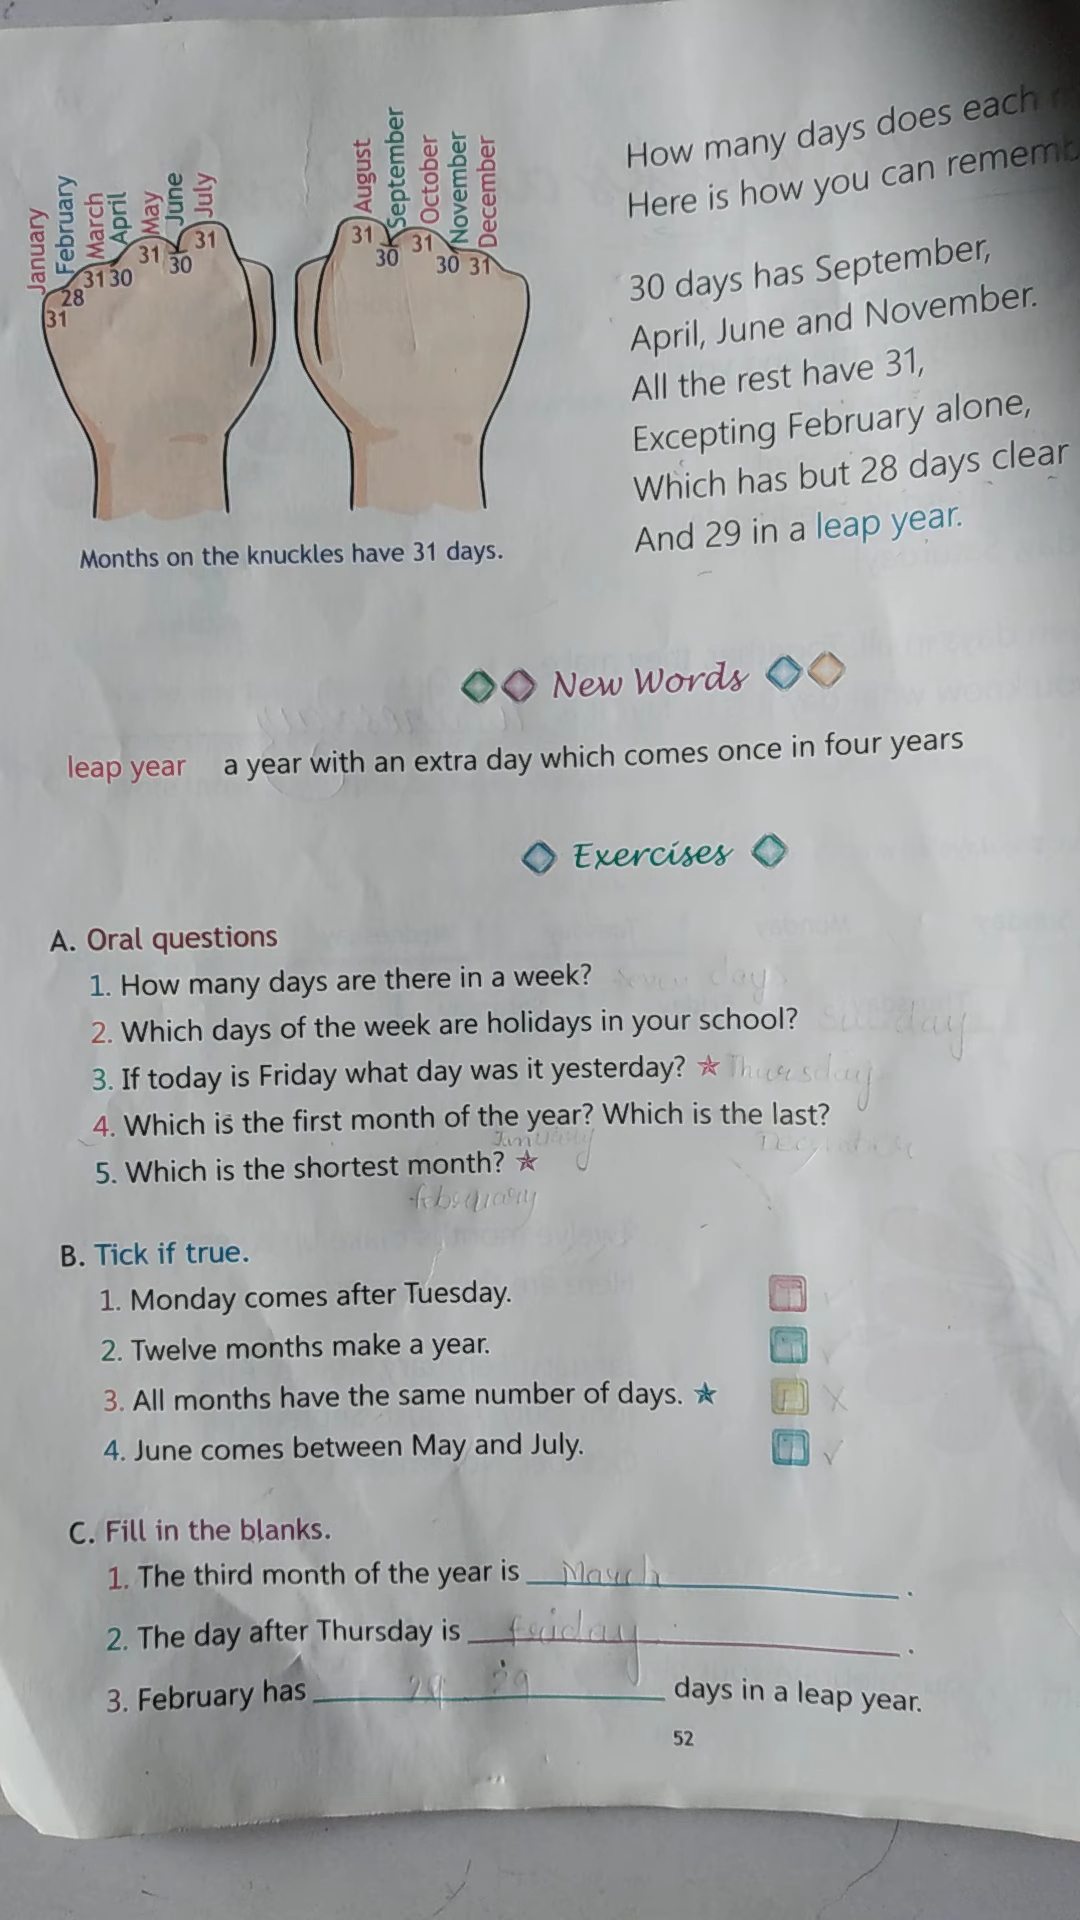 January
February
March
April
May
June
July
31
28
31
30
31
30
31
August
September
October
November
December
31
30
31
30
31
Months on the knuckles have 31 days.
How many days does each
Here is how you can rememb
30 days has September,
April, June and November.
All the rest have 31,
Excepting February alone,
Which has but 28 days clear
And 29 in a leap year.
New Words
leap year a year with an extra day which comes once in four years
Exercises
A. Oral questions
1. How many days are there in a week? Seven days
2. Which days of the week are holidays in your school? Sunday
3. If today is Friday what day was it yesterday? Thursday
4. Which is the first month of the year? Which is the last?
5. Which is the shortest month?
B. Tick if true.
1. Monday comes after Tuesday.
2. Twelve months make a year.
3. All months have the same number of days.
4. June comes between May and July.
C. Fill in the blanks.
1. The third month of the year is March.
2. The day after Thursday is friday.
3. February has 29 days in a leap year.
52